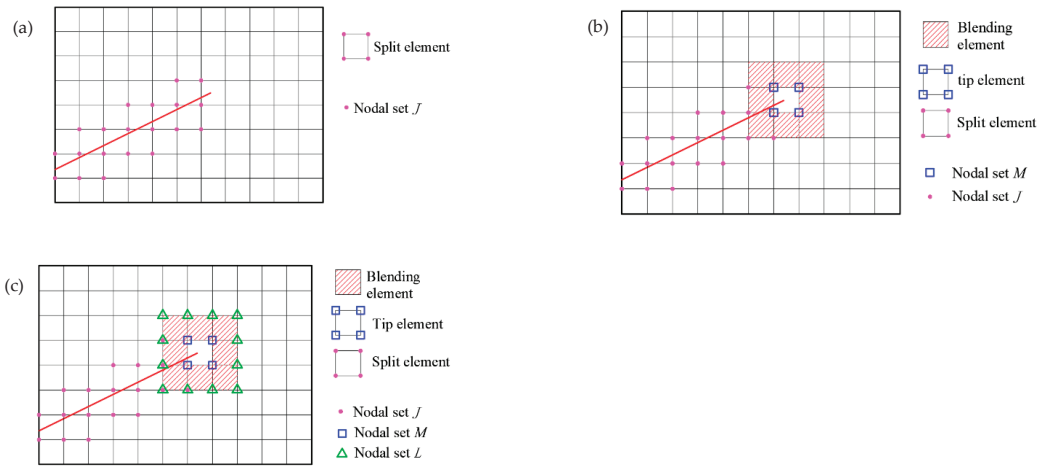 (a)
Split element
Nodal set J
(b)
Blending
element
tip element
Split element
Nodal set M
Nodal set J
(c)
Blending
element
Tip element
Split element
Nodal set J
Nodal set M
Nodal set L